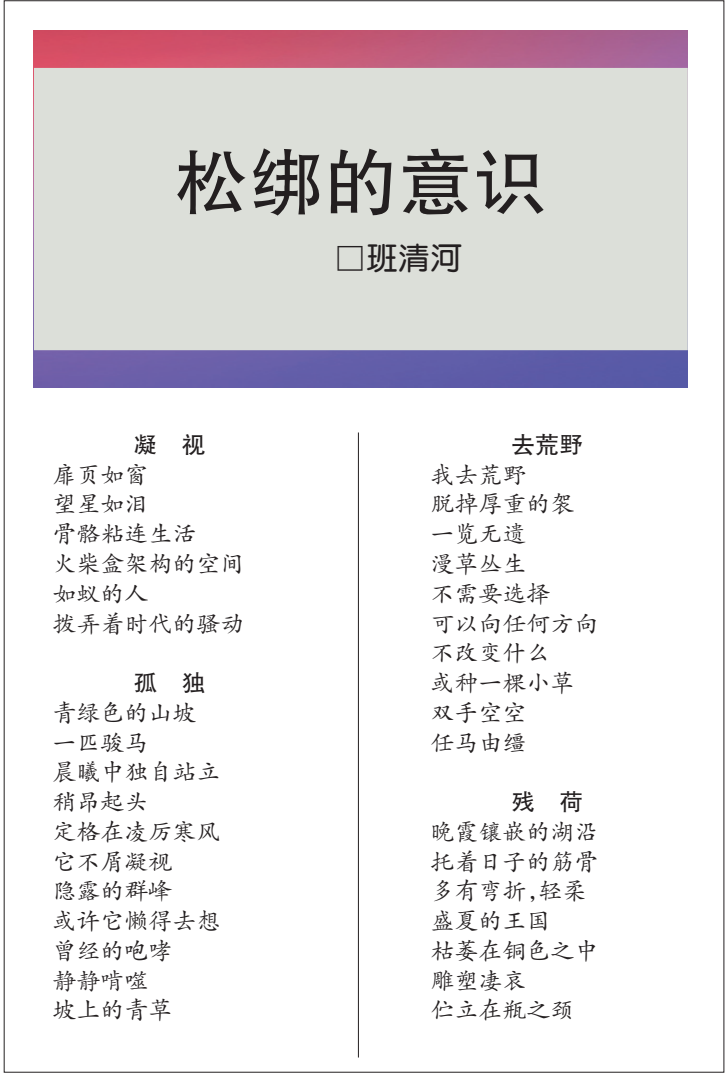 松绑的意识
□班清河
凝 视
扉页如窗
望星如泪
骨骼粘连生活
火柴盒架构的空间
如蚁的人
拨弄着时代的骚动
孤 独
青绿色的山坡
一匹骏马
晨曦中独自站立
稍昂起头
定格在凌厉寒风
它不屑凝视
隐露的群峰
或许它懒得去想
曾经的咆哮
静静啃噬
坡上的青草
去荒野
我去荒野
脱掉厚重的袈
一览无遗
漫草丛生
不需要选择
可以向任何方向
不改变什么
或种一棵小草
双手空空
任马由缰
残 荷
晚霞镶嵌的湖沿
托着日子的筋骨
多有弯折,轻柔
盛夏的王国
枯萎在铜色之中
雕塑凄哀
伫立在瓶之颈